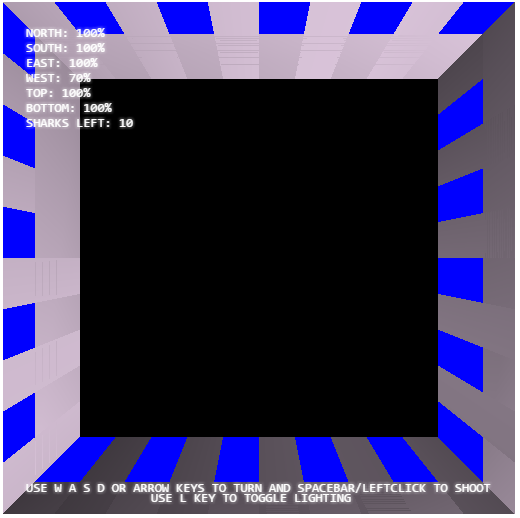 NORTH: 100%
SOUTH: 100%
EAST: 100%
WEST: 70%
TOP: 100%
BOTTOM: 100%
SHARKS LEFT: 10
USE W A S D OR ARROW KEYS TO TURN AND SPACEBAR/LEFTCLICK TO SHOOT
USE L KEY TO TOGGLE LIGHTING